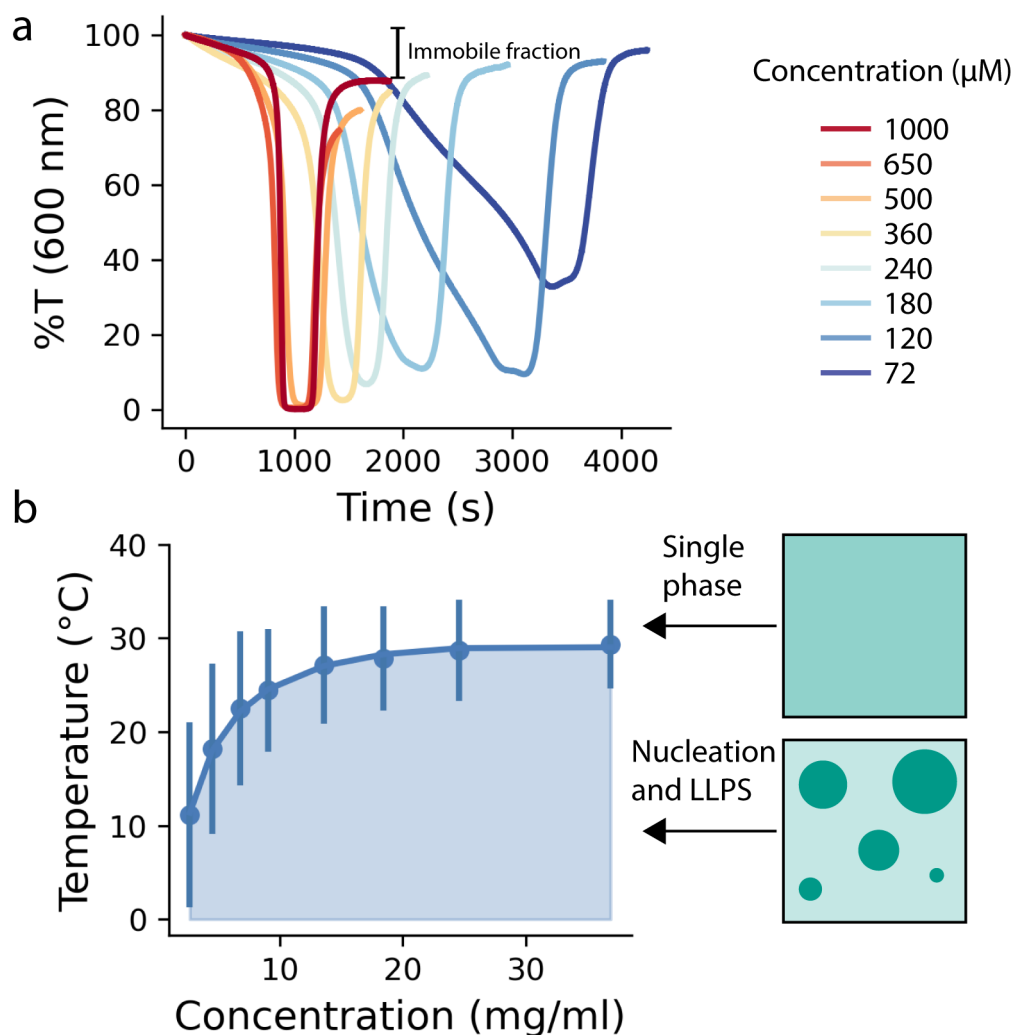 a
100
80
60
40
20
0
%T (600 nm)
0 1000 2000 3000 4000
Time (s)
Immobile fraction
Concentration (μM)
1000
650
500
360
240
180
120
72
b
40
30
20
10
0
Temperature (°C)
10 20 30
Concentration (mg/ml)
Single
phase
Nucleation
and LLPS